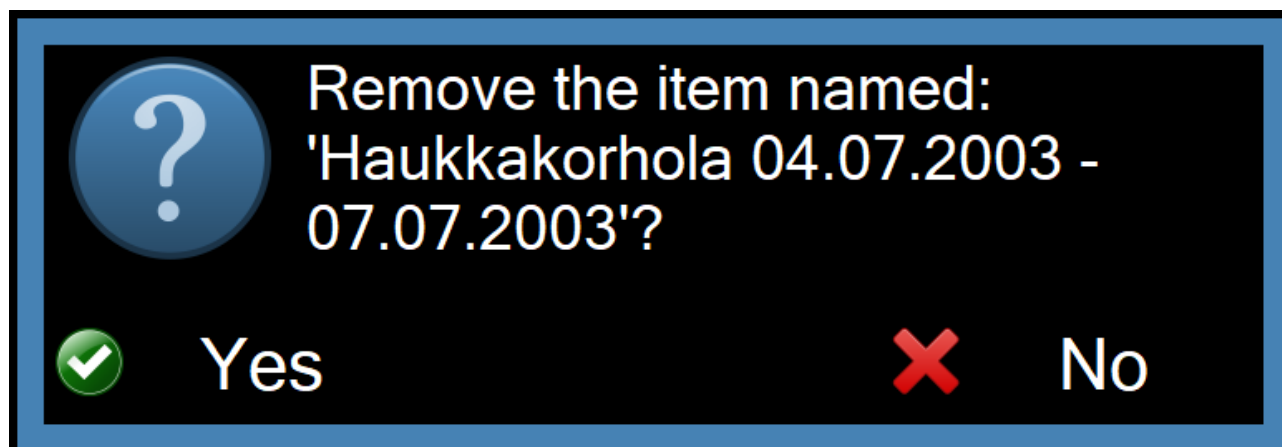 Remove the item named:
'Haukkakorhola 04.07.2003 -
07.07.2003'?
Yes
No